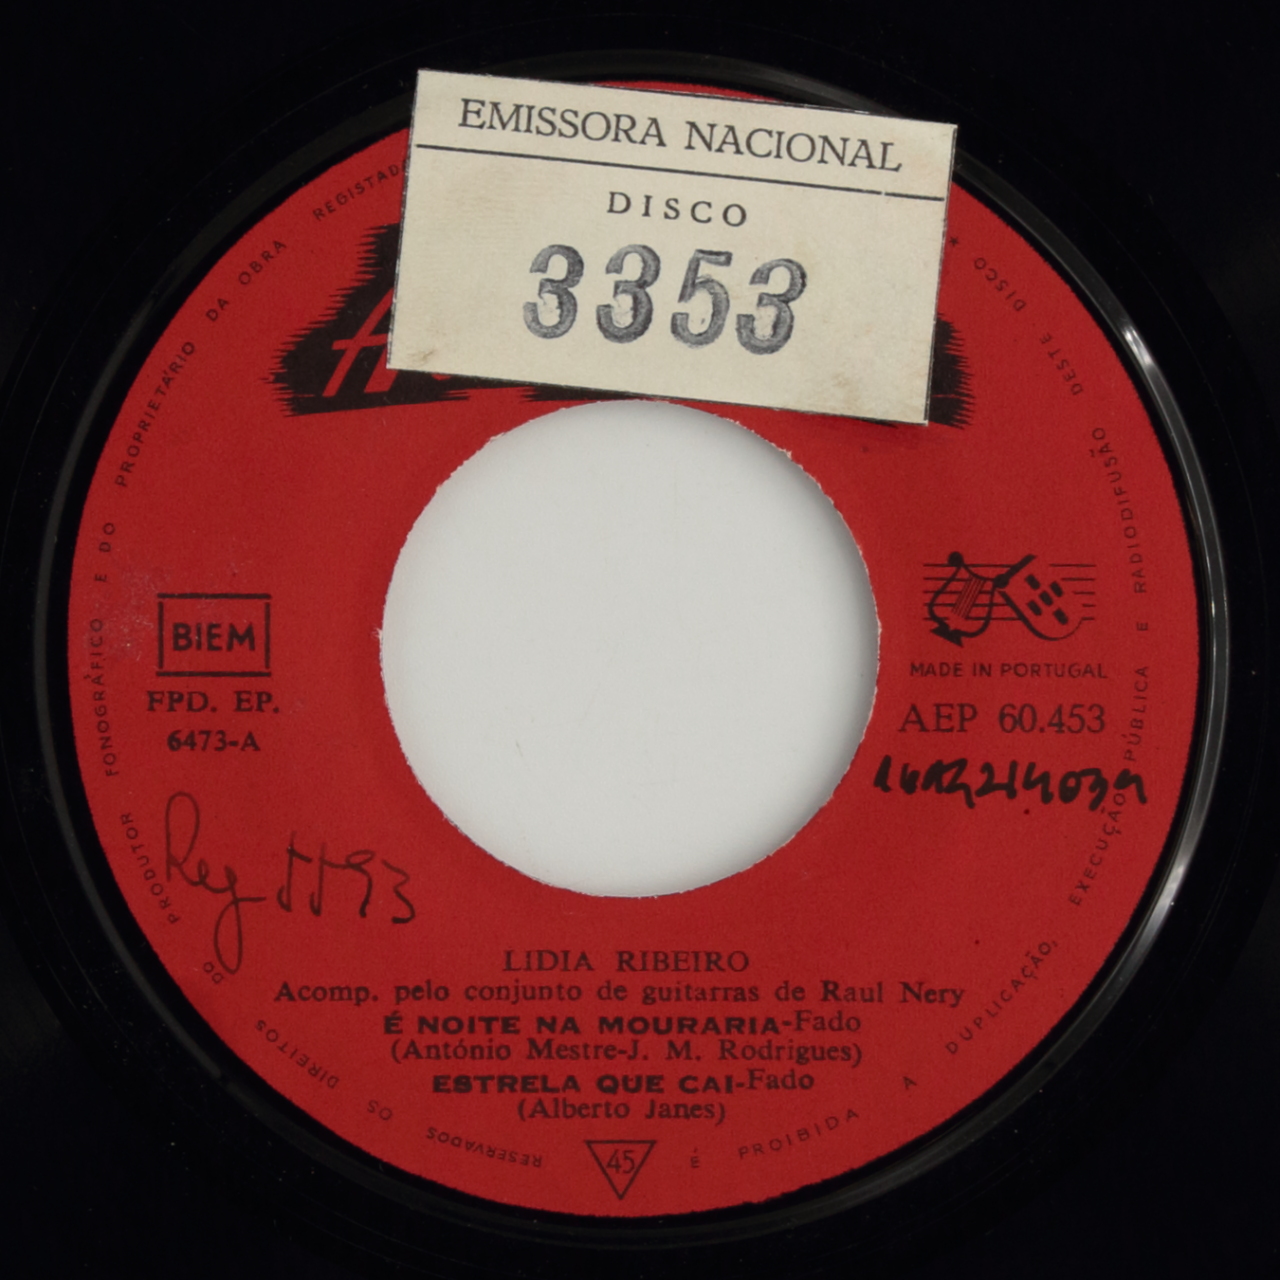 EMISSORA NACIONAL
DISCO
3353
BIEM
FPD. EP.
6473-A
MADE IN PORTUGAL
AEP 60.453
Reg 5593
LIDIA RIBEIRO
Acomp. pelo conjunto de guitarras de Raul Nery
É NOITE NA MOURARIA-Fado
(António Mestre-J. M. Rodrigues)
ESTRELA QUE CAI-Fado
(Alberto Janes)
45
RESERVADOS OS DIREITOS DO PRODUTOR FONOGRÁFICO E DO PROPRIETÁRIO DA OBRA REGISTADA
* É PROIBIDA A DUPLICAÇÃO, EXECUÇÃO PÚBLICA E RADIODIFUSÃO DESTE DISCO *